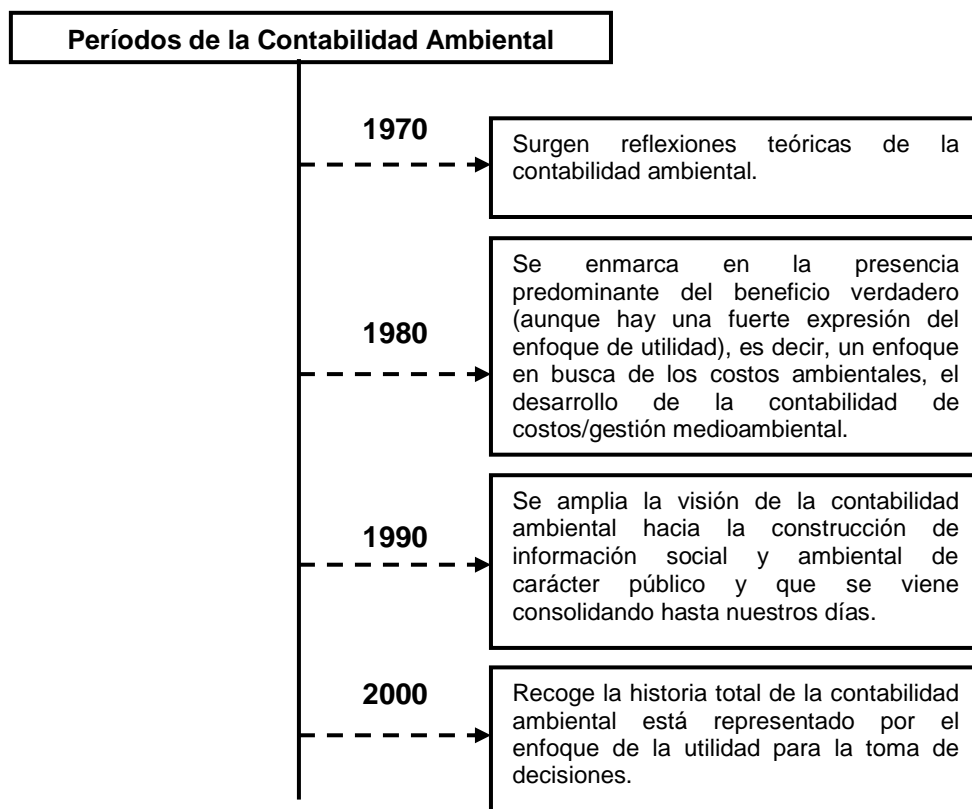 Períodos de la Contabilidad Ambiental
1970
Surgen reflexiones teóricas de la
contabilidad ambiental.
1980
Se enmarca en la presencia
predominante del beneficio verdadero
(aunque hay una fuerte expresión del
enfoque de utilidad), es decir, un enfoque
en busca de los costos ambientales, el
desarrollo de la contabilidad de
costos/gestión medioambiental.
1990
Se amplia la visión de la contabilidad
ambiental hacia la construcción de
información social y ambiental de
carácter público y que se viene
consolidando hasta nuestros días.
2000
Recoge la historia total de la contabilidad
ambiental está representado por el
enfoque de la utilidad para la toma de
decisiones.